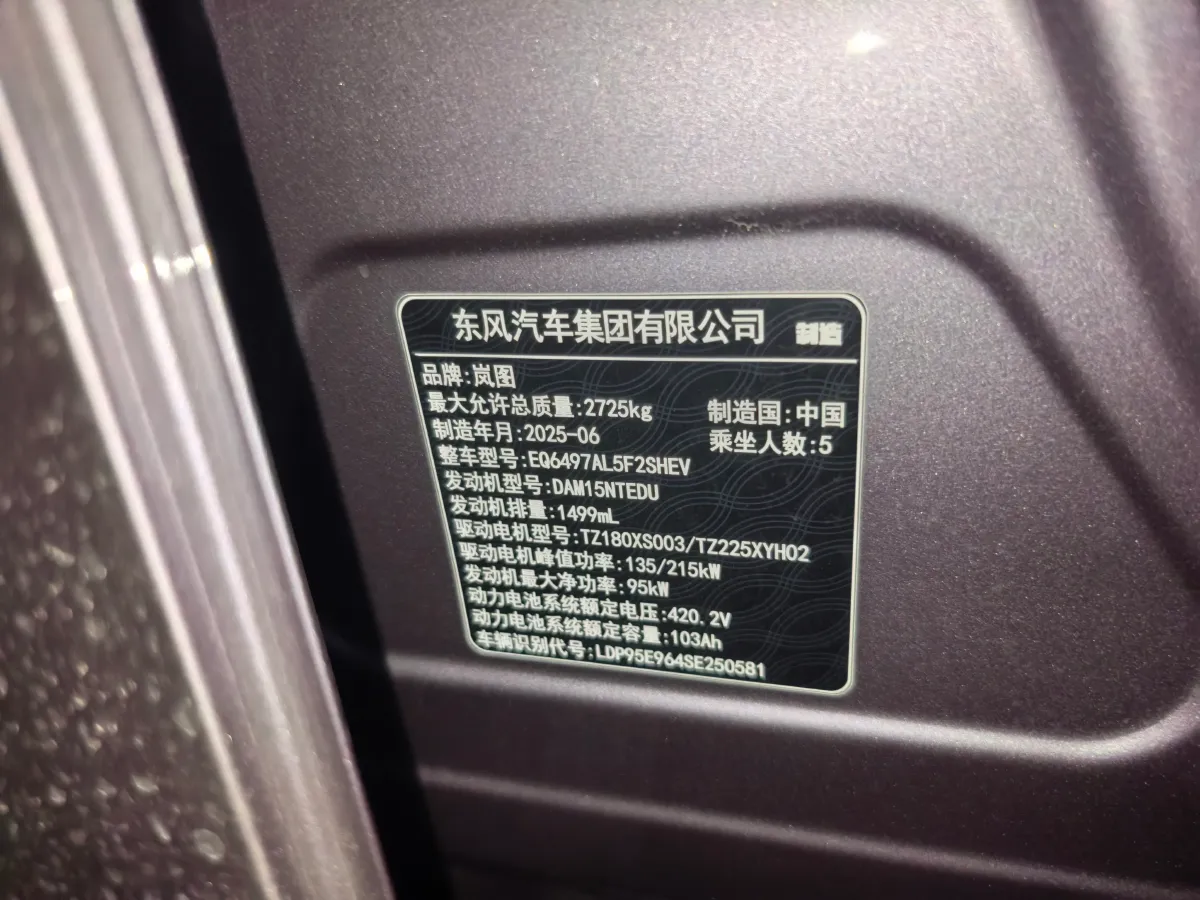 东风汽车集团有限公司 制造
品牌:岚图
最大允许总质量:2725kg 制造国:中国
制造年月:2025-06 乘坐人数:5
整车型号:EQ6497AL5F2SHEV
发动机型号:DAM15NTEDU
发动机排量:1499mL
驱动电机型号:TZ180XS003/TZ225XYH02
驱动电机峰值功率:135/215kW
发动机最大净功率:95kW
动力电池系统额定电压:420.2V
动力电池系统额定容量:103Ah
车辆识别代号:LDP95E964SE250581